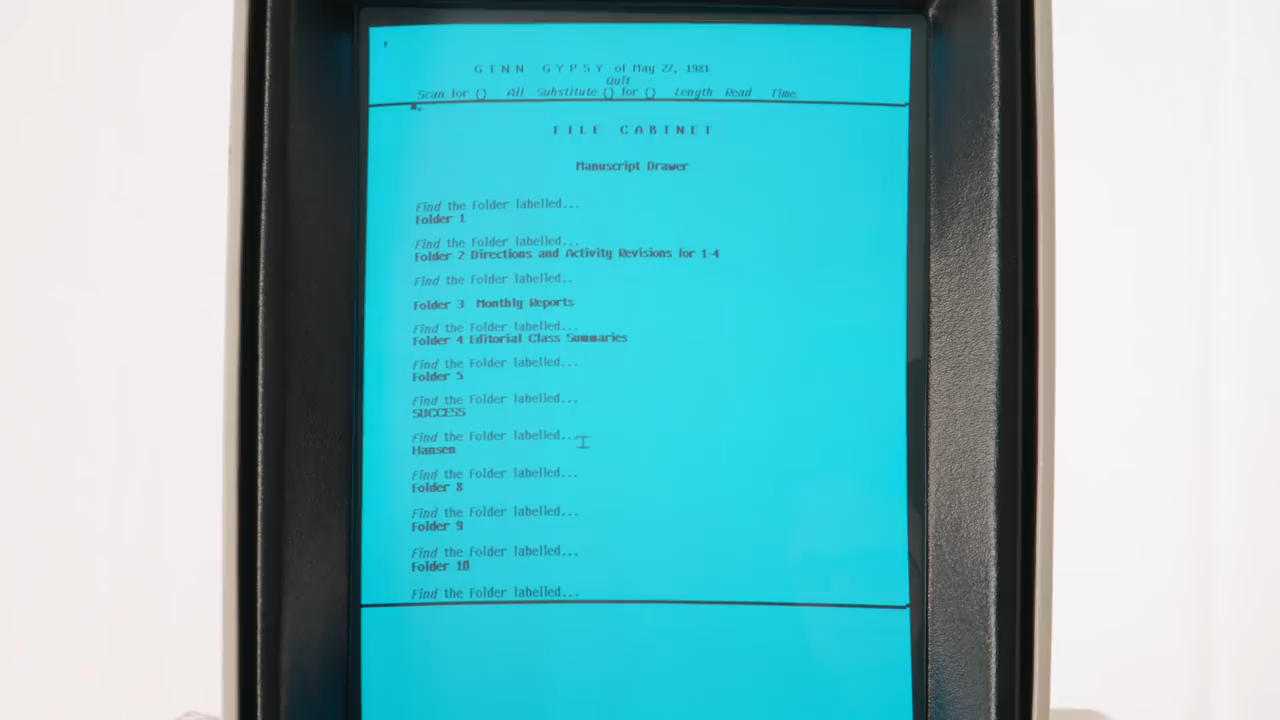 GINN GYPSY of May 27, 1981
Quit
Scan for {} All Substitute {} for {} Length Read Time
FILE CABINET
Manuscript Drawer
Find the Folder labelled...
Folder 1
Find the Folder labelled...
Folder 2 Directions and Activity Revisions for 1-4
Find the Folder labelled..
Folder 3 Monthly Reports
Find the Folder labelled...
Folder 4 Editorial Class Summaries
Find the Folder labelled...
Folder 5
Find the Folder labelled...
SUCCESS
Find the Folder labelled...
Hansen
Find the Folder labelled...
Folder 8
Find the Folder labelled...
Folder 9
Find the Folder labelled...
Folder 10
Find the Folder labelled...